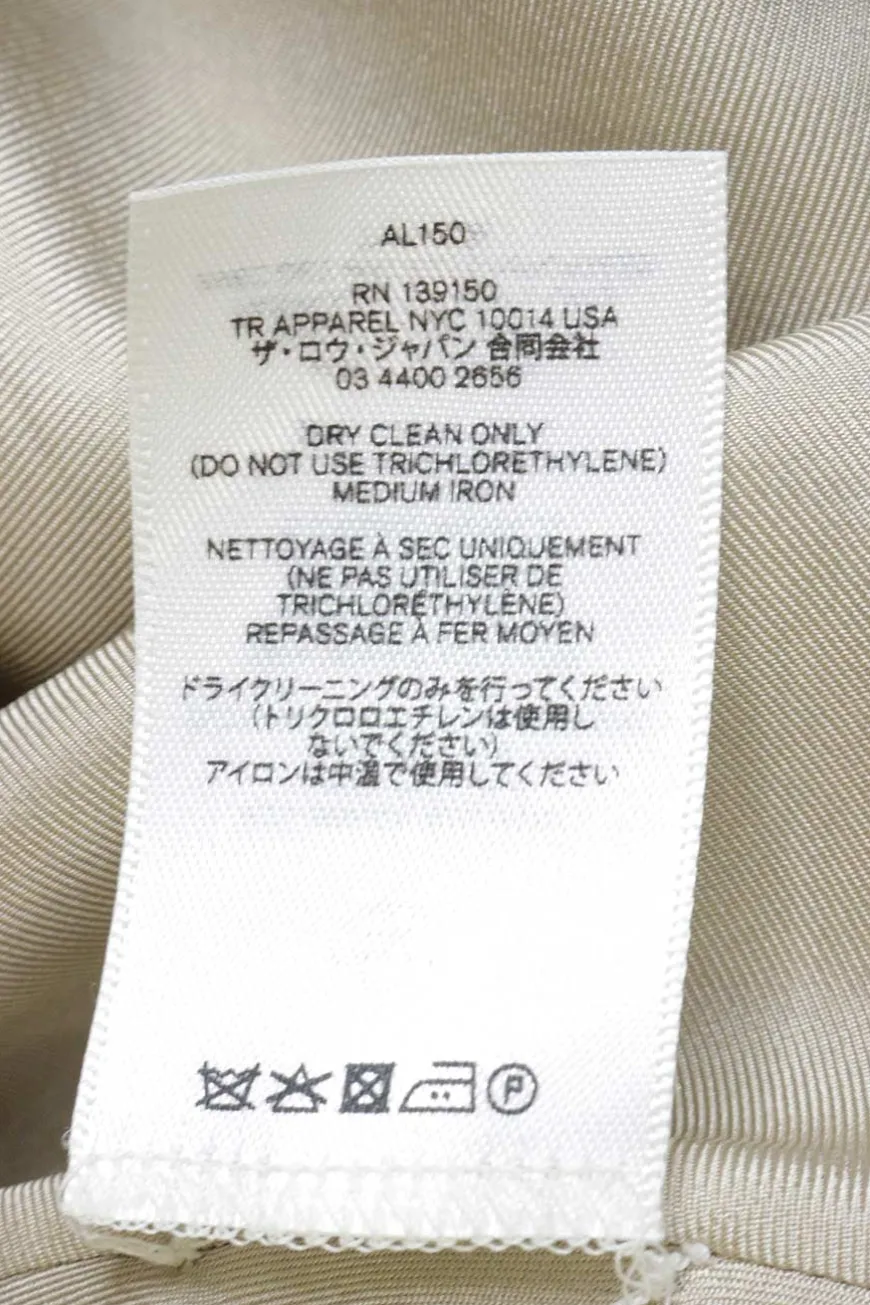 AL150
RN 139150
TR APPAREL NYC 10014 USA
ザ・ロウ・ジャパン 合同会社
03 4400 2656
DRY CLEAN ONLY
(DO NOT USE TRICHLORETHYLENE)
MEDIUM IRON
NETTOYAGE À SEC UNIQUEMENT
(NE PAS UTILISER DE
TRICHLORÉTHYLÈNE)
REPASSAGE À FER MOYEN
ドライクリーニングのみを行ってください
(トリクロロエチレンは使用し
ないでください)
アイロンは中温で使用してください
P